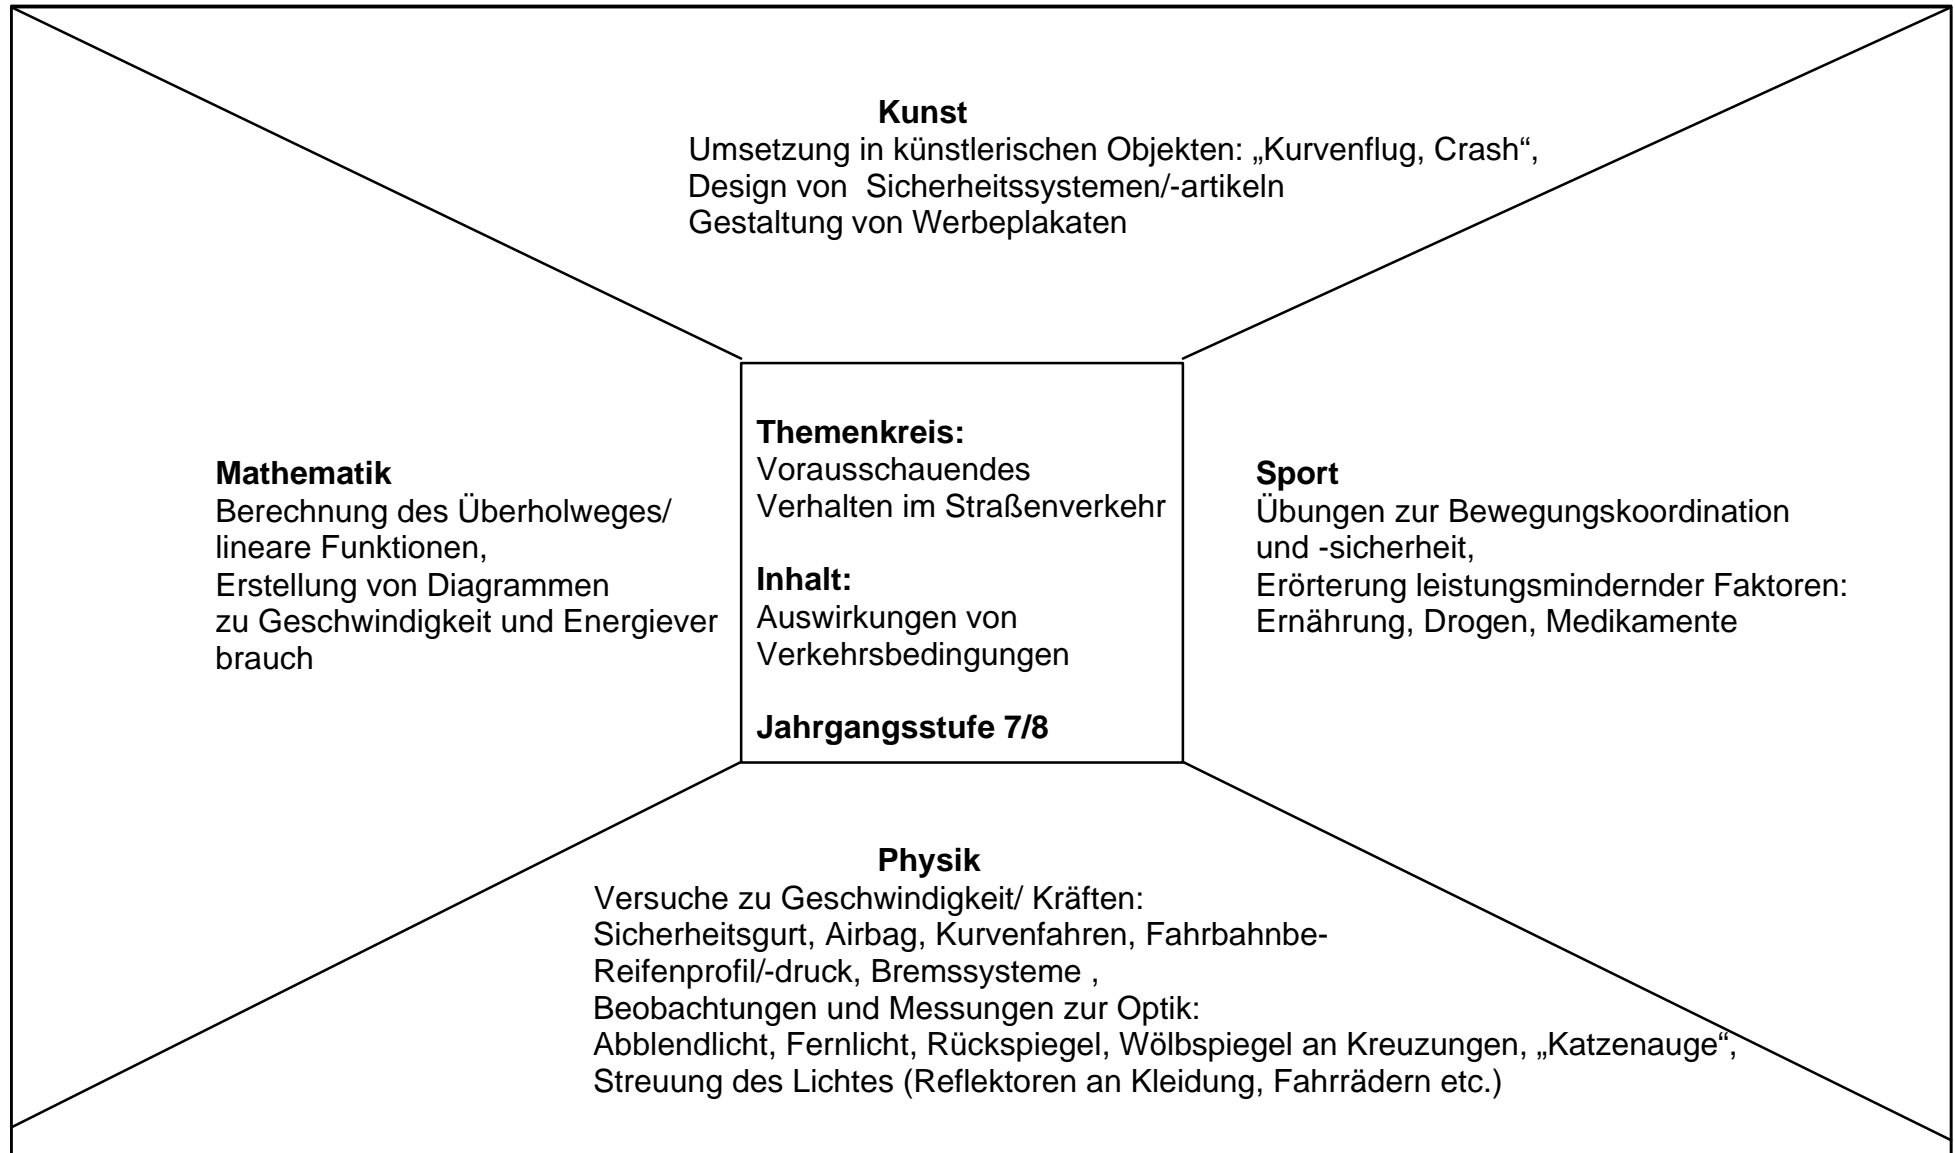 Kunst
Umsetzung in künstlerischen Objekten: „Kurvenflug, Crash“,
Design von  Sicherheitssystemen/-artikeln
Gestaltung von Werbeplakaten
Mathematik
Berechnung des Überholweges/
lineare Funktionen,
Erstellung von Diagrammen
zu Geschwindigkeit und Energiever
brauch
Themenkreis:
Vorausschauendes
Verhalten im Straßenverkehr
Inhalt:
Auswirkungen von
Verkehrsbedingungen
Jahrgangsstufe 7/8
Sport
Übungen zur Bewegungskoordination
und -sicherheit,
Erörterung leistungsmindernder Faktoren:
Ernährung, Drogen, Medikamente
Physik
Versuche zu Geschwindigkeit/ Kräften:
Sicherheitsgurt, Airbag, Kurvenfahren, Fahrbahnbe-
Reifenprofil/-druck, Bremssysteme ,
Beobachtungen und Messungen zur Optik:
Abblendlicht, Fernlicht, Rückspiegel, Wölbspiegel an Kreuzungen, „Katzenauge“,
Streuung des Lichtes (Reflektoren an Kleidung, Fahrrädern etc.)